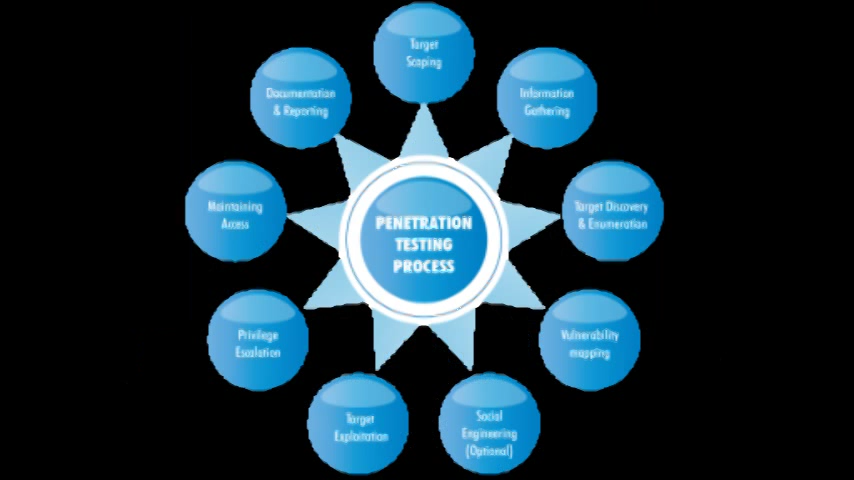 Target
Scoping
Information
Gathering
Target Discovery
& Enumeration
Vulnerability
mapping
Social
Engineering
(Optional)
Target
Exploitation
Privilege
Escalation
Maintaining
Access
Documentation
& Reporting
PENETRATION
TESTING
PROCESS